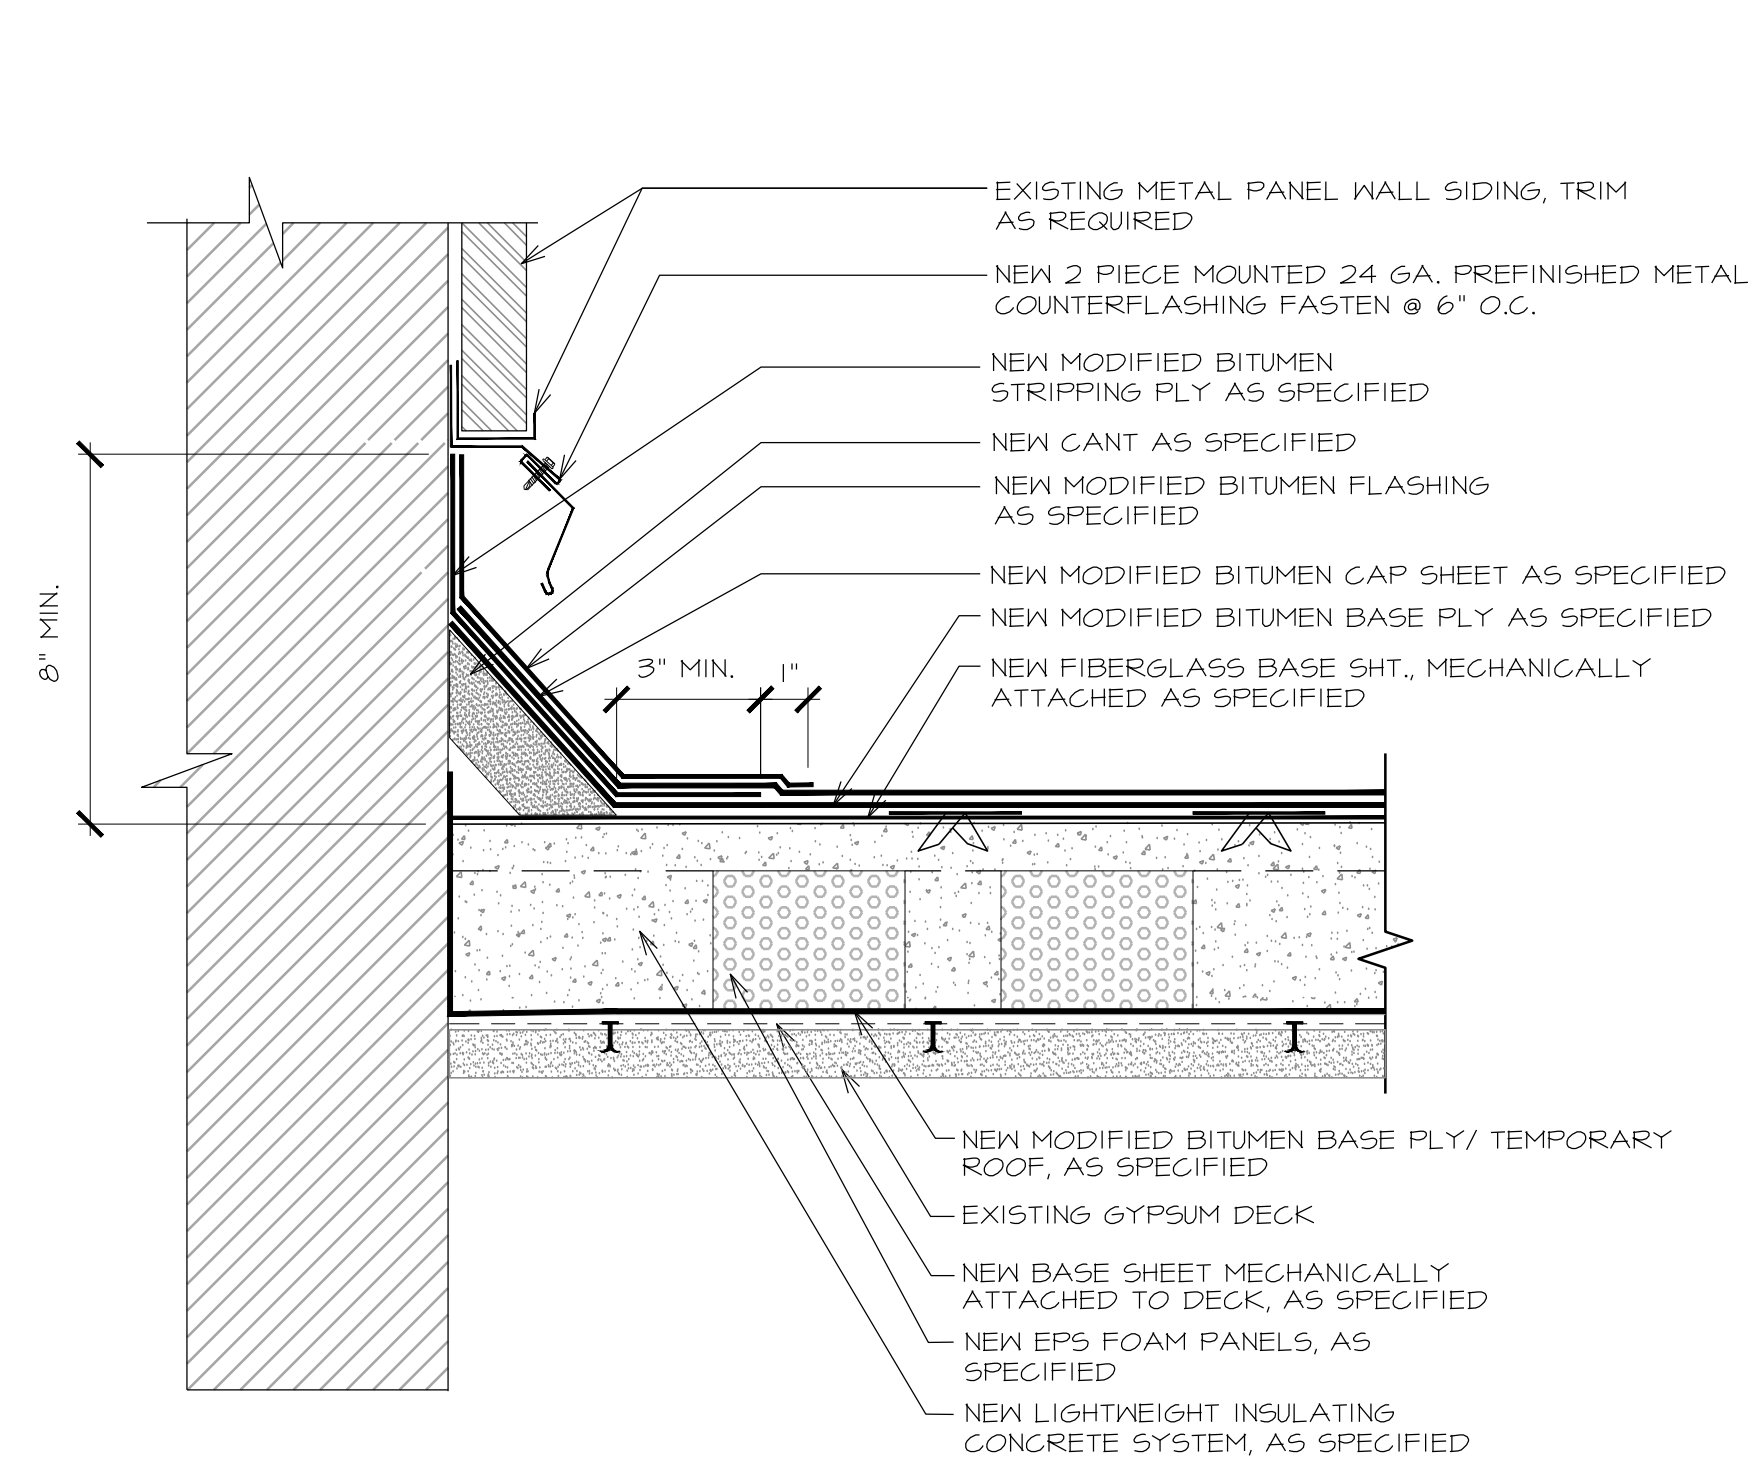 EXISTING METAL PANEL WALL SIDING, TRIM
AS REQUIRED
NEW 2 PIECE MOUNTED 24 GA. PREFINISHED METAL
COUNTERFLASHING FASTEN @ 6" O.C.
NEW MODIFIED BITUMEN
STRIPPING PLY AS SPECIFIED
NEW CANT AS SPECIFIED
NEW MODIFIED BITUMEN FLASHING
AS SPECIFIED
NEW MODIFIED BITUMEN CAP SHEET AS SPECIFIED
NEW MODIFIED BITUMEN BASE PLY AS SPECIFIED
NEW FIBERGLASS BASE SHT., MECHANICALLY
ATTACHED AS SPECIFIED
8" MIN.
3" MIN.
1"
NEW MODIFIED BITUMEN BASE PLY/ TEMPORARY
ROOF, AS SPECIFIED
EXISTING GYPSUM DECK
NEW BASE SHEET MECHANICALLY
ATTACHED TO DECK, AS SPECIFIED
NEW EPS FOAM PANELS, AS
SPECIFIED
NEW LIGHTWEIGHT INSULATING
CONCRETE SYSTEM, AS SPECIFIED